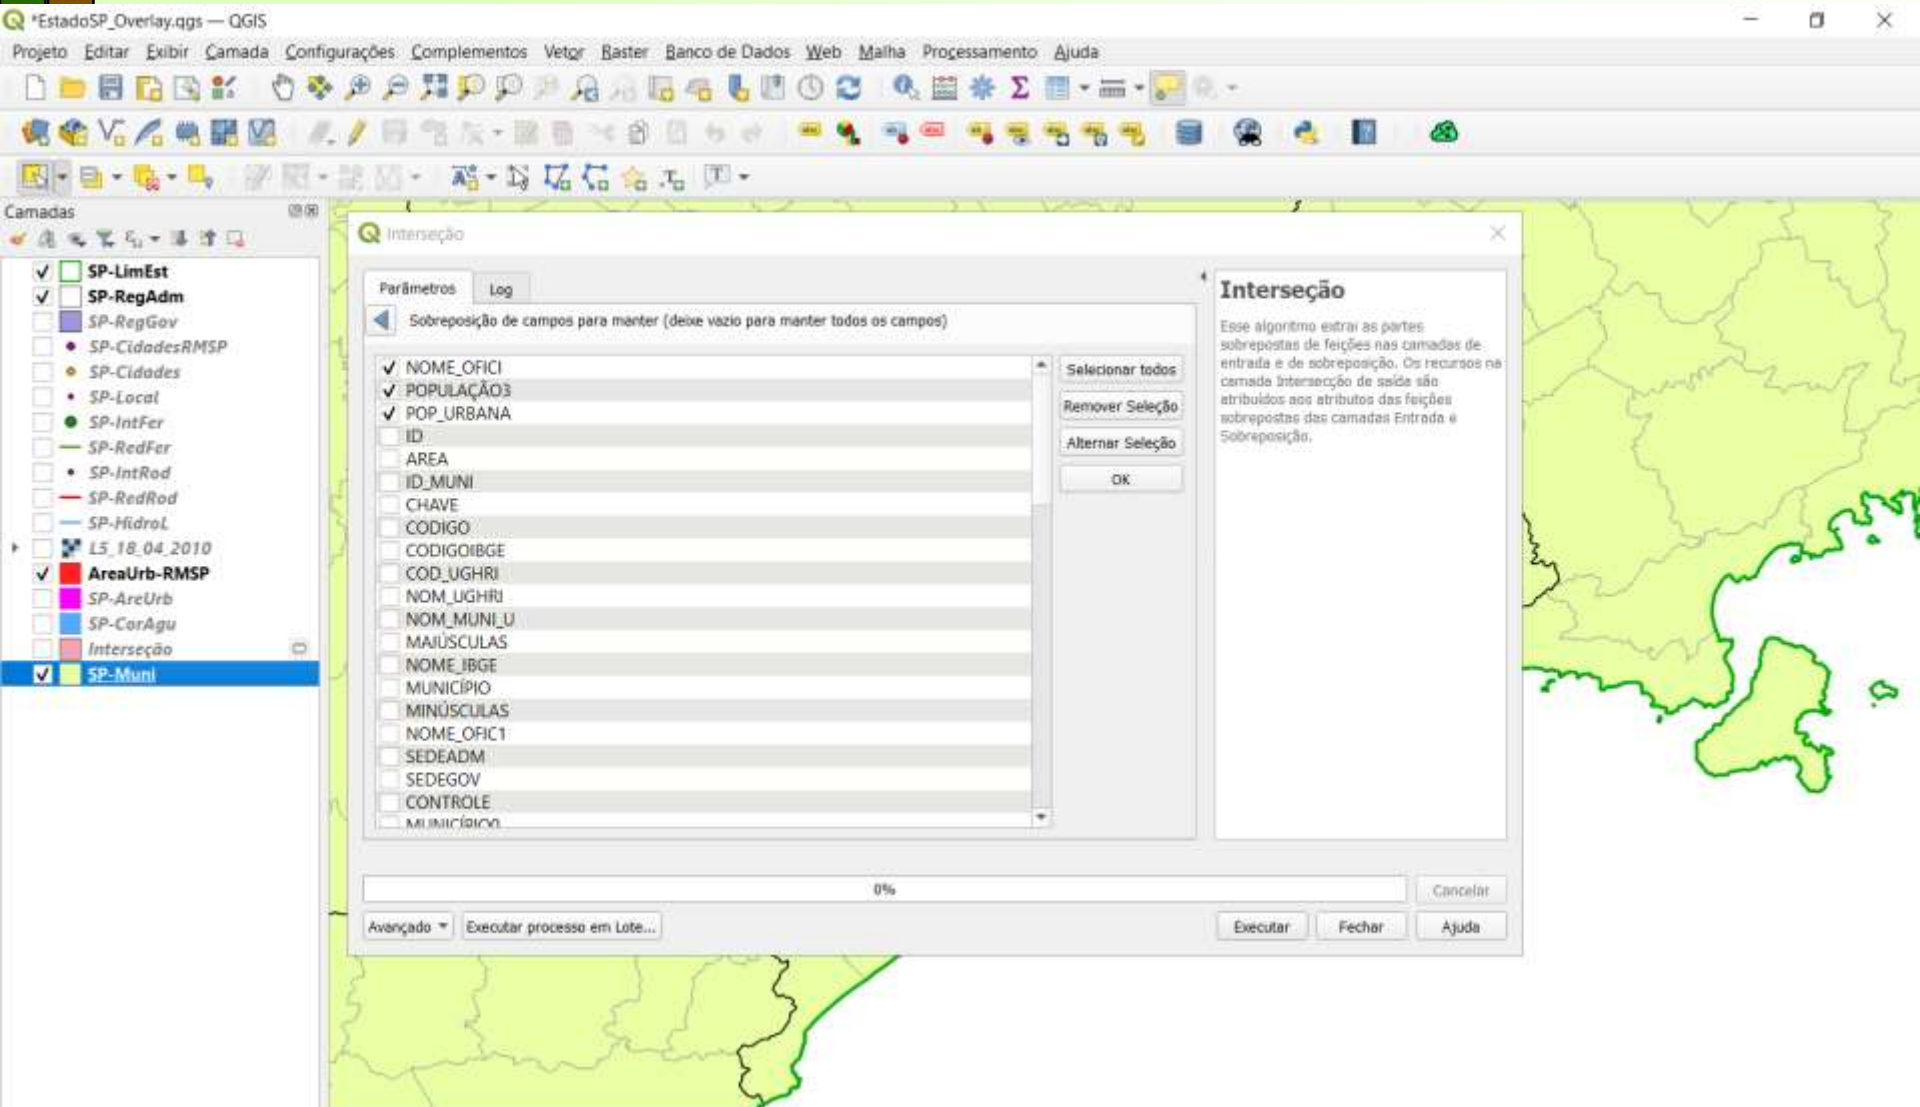 *EstadoSP_Overlay.qgs — QGIS
Projeto Editar Exibir Camada Configurações Complementos Vetor Raster Banco de Dados Web Malha Processamento Ajuda
Camadas
SP-LimEst
SP-RegAdm
SP-RegGov
SP-CidadesRMSP
SP-Cidades
SP-Local
SP-IntFer
SP-RedFer
SP-IntRod
SP-RedRod
SP-HidroL
L5_18_04_2010
AreaUrb-RMSP
SP-AreUrb
SP-CorAgu
Interseção
SP-Muni
Interseção
Parâmetros Log
Sobreposição de campos para manter (deixe vazio para manter todos os campos)
NOME_OFICI
POPULAÇÃO3
POP_URBANA
ID
AREA
ID_MUNI
CHAVE
CODIGO
CODIGOIBGE
COD_UGHRI
NOM_UGHRI
NOM_MUNI_U
MAIÚSCULAS
NOME_IBGE
MUNICÍPIO
MINÚSCULAS
NOME_OFIC1
SEDEADM
SEDEGOV
CONTROLE
MUNICÍPIO0
Selecionar todos
Remover Seleção
Alternar Seleção
OK
Interseção
Esse algoritmo extrai as partes
sobrepostas de feições nas camadas de
entrada e de sobreposição. Os recursos na
camada Intersecção de saída são
atribuídos aos atributos das feições
sobrepostas das camadas Entrada e
Sobreposição.
0%
Cancelar
Avançado Executar processo em Lote...
Executar Fechar Ajuda